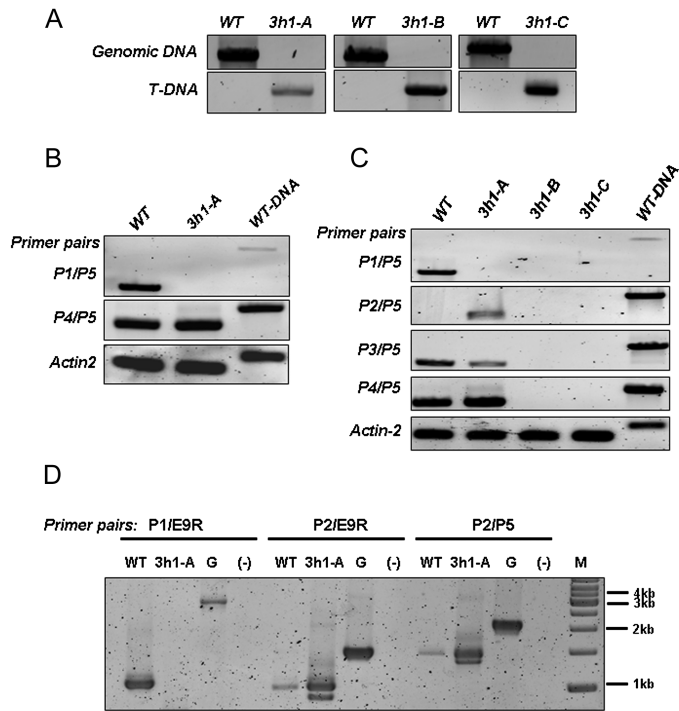 A
WT 3h1-A WT 3h1-B WT 3h1-C
Genomic DNA
T-DNA
B
WT 3h1-A WT-DNA
Primer pairs
P1/P5
P4/P5
Actin2
C
WT 3h1-A 3h1-B 3h1-C WT-DNA
Primer pairs
P1/P5
P2/P5
P3/P5
P4/P5
Actin-2
D
Primer pairs: P1/E9R P2/E9R P2/P5
WT 3h1-A G (-) WT 3h1-A G (-) WT 3h1-A G (-) M
4kb
3kb
2kb
1kb